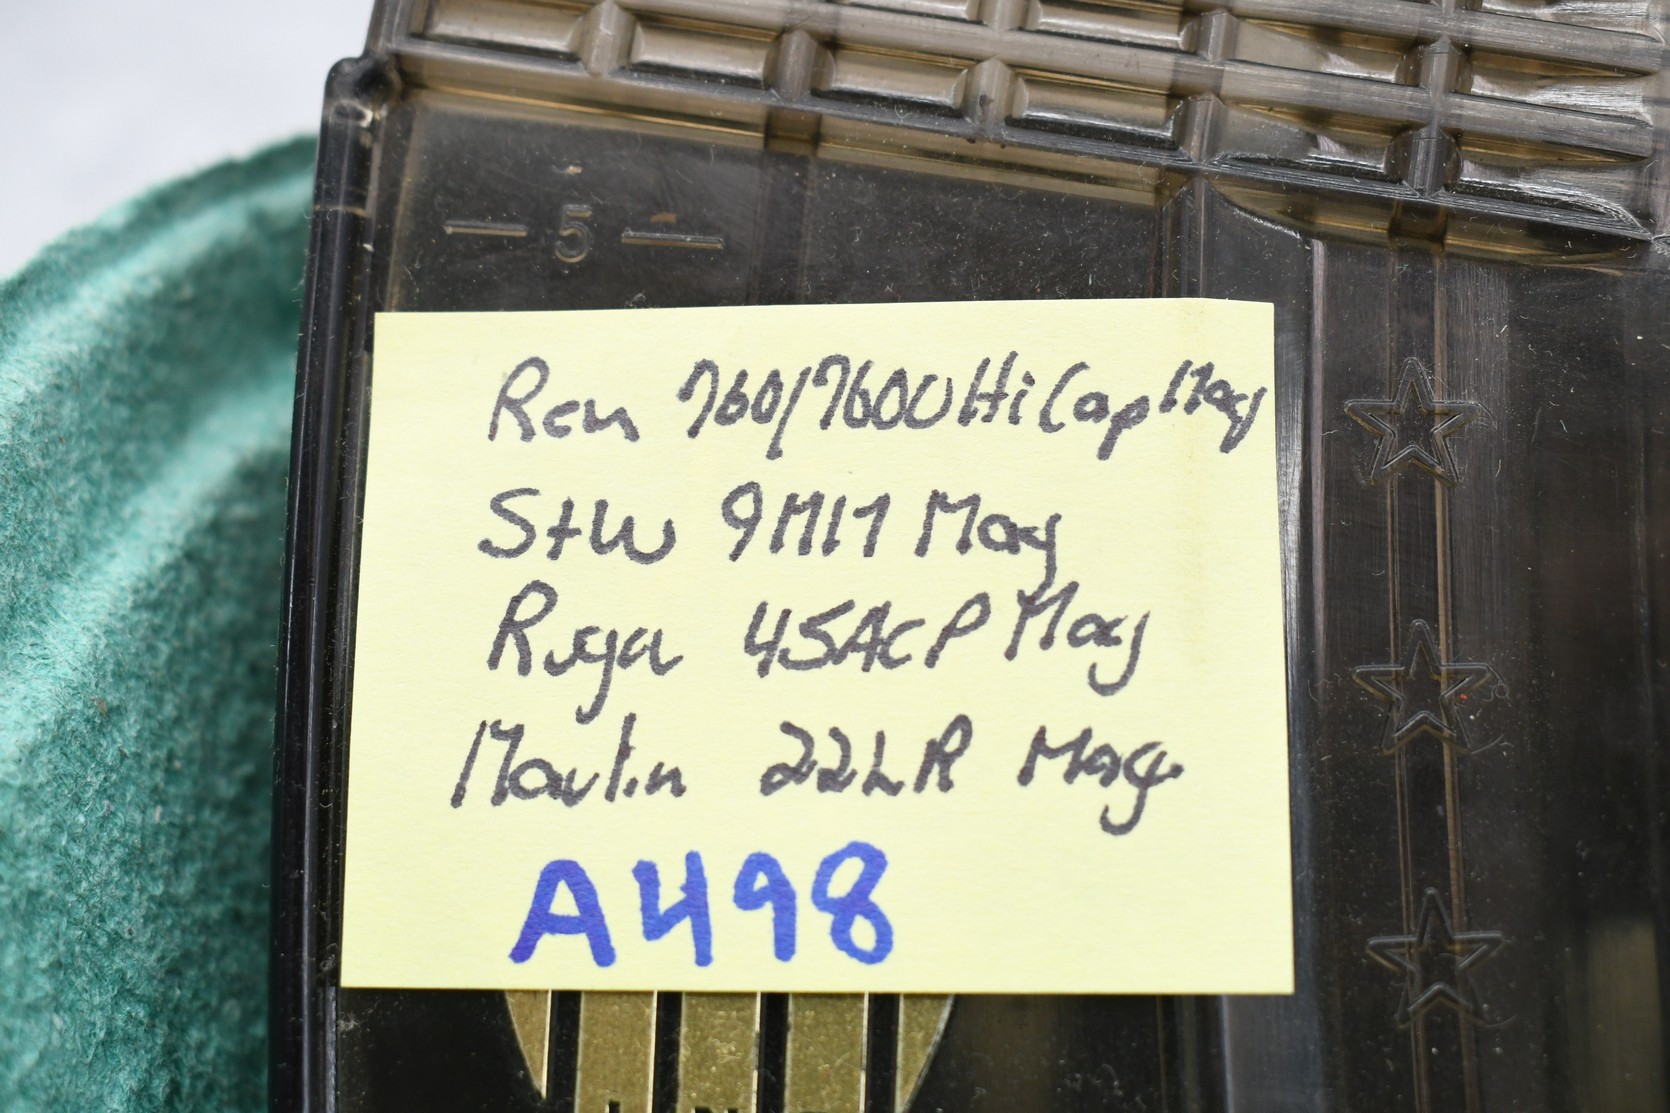 — 5 —
Rem 760/7600 Hi Cap Mag
S+W 9MM Mag
Ruger 45ACP Mag
Marlin 22LR Mag
A498